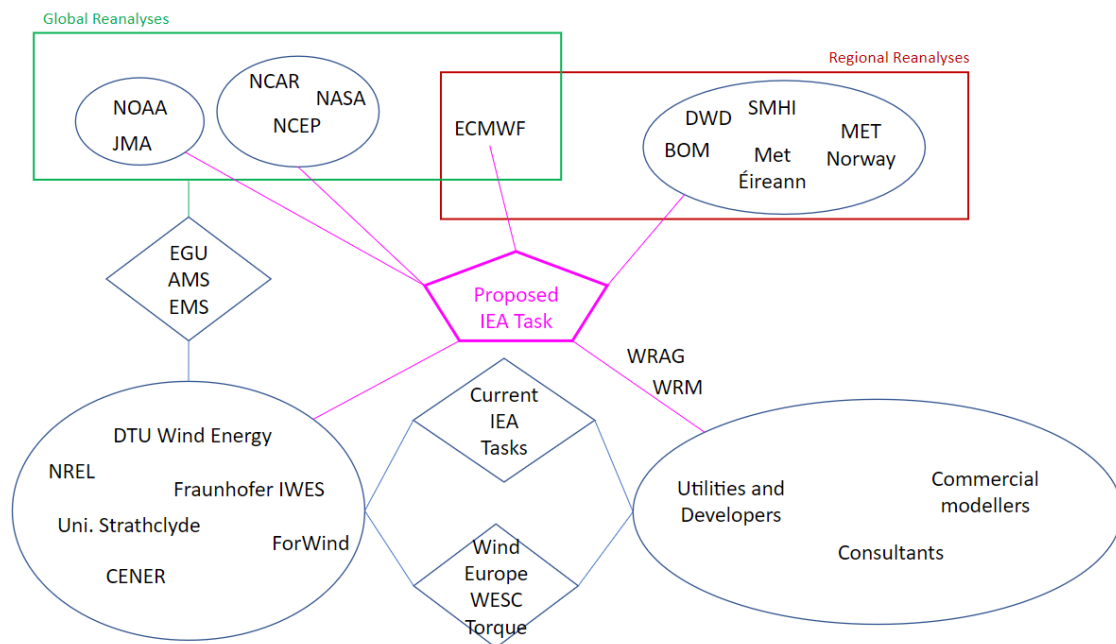 Global Reanalyses
Regional Reanalyses
NOAA
JMA
NCAR
NASA
NCEP
ECMWF
DWD
SMHI
BOM
Met
Éireann
MET
Norway
EGU
AMS
EMS
Proposed
IEA Task
WRAG
WRM
Current
IEA
Tasks
DTU Wind Energy
NREL
Fraunhofer IWES
Uni. Strathclyde
ForWind
CENER
Wind
Europe
WESC
Torque
Utilities and
Developers
Commercial
modellers
Consultants